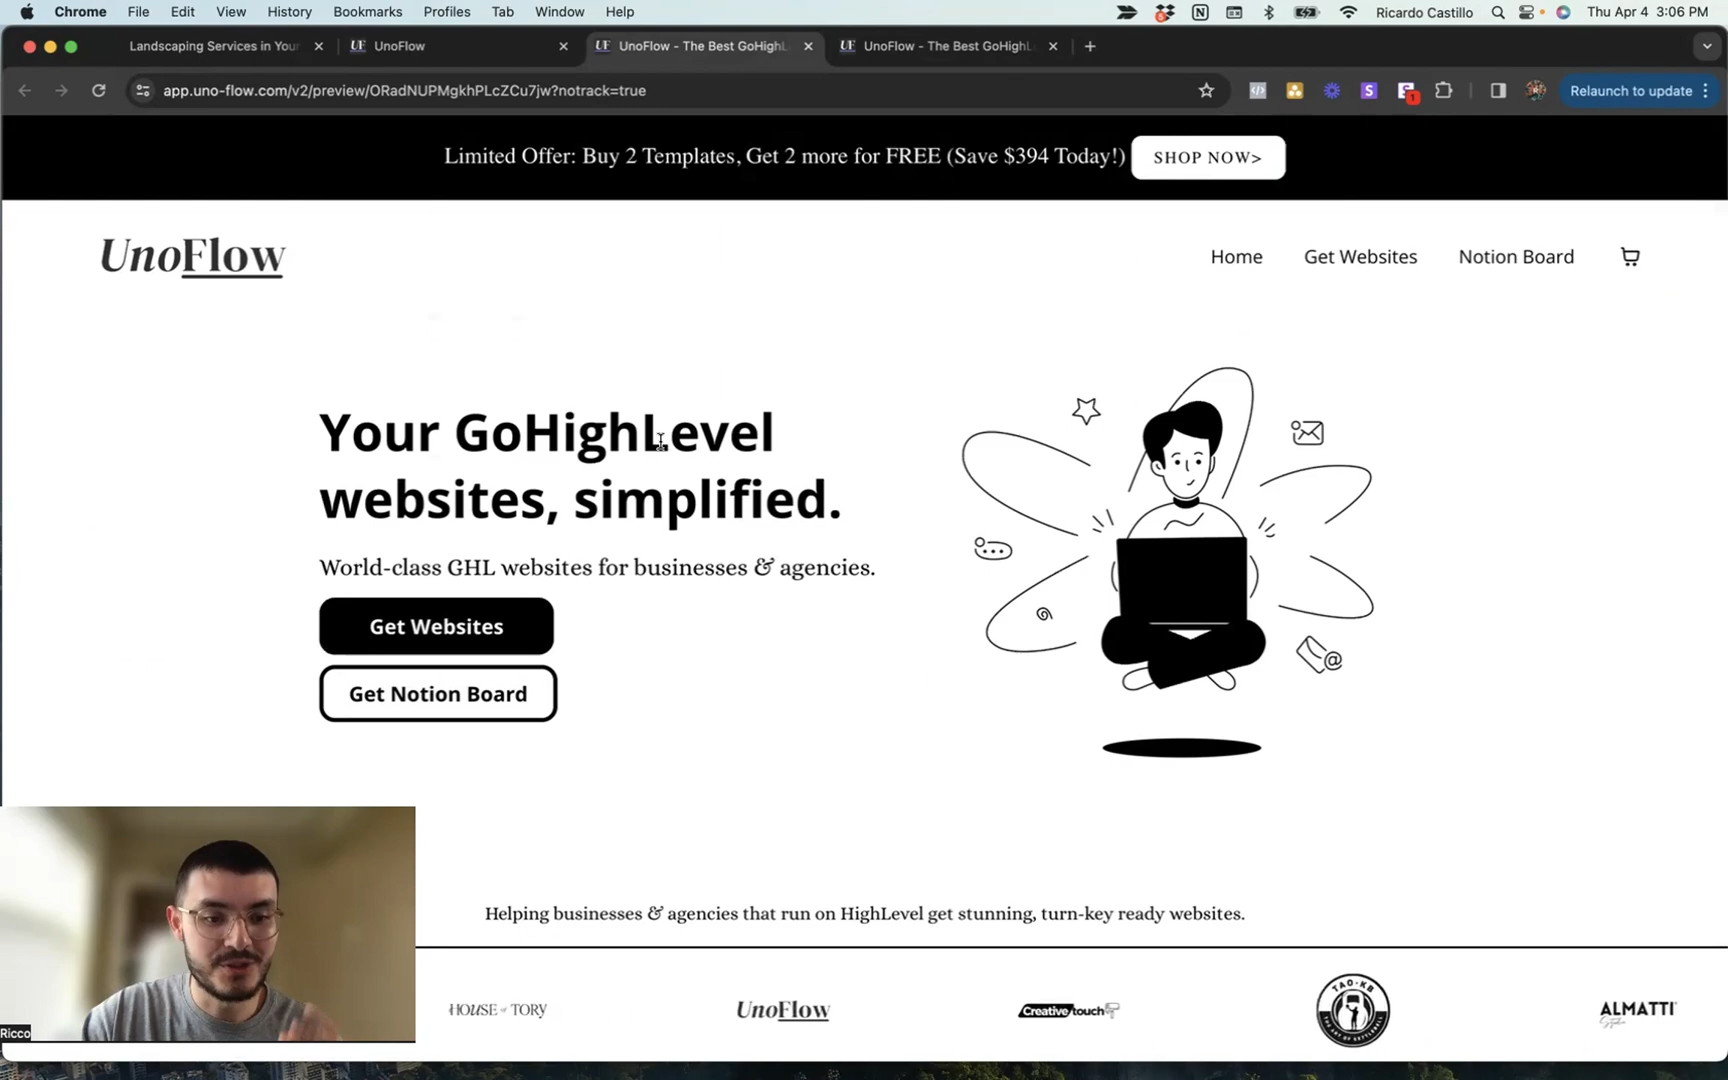 Chrome File Edit View History Bookmarks Profiles Tab Window Help Ricardo Castillo Thu Apr 4 3:06 PM
Landscaping Services in Your UnoFlow UnoFlow - The Best GoHighL UnoFlow - The Best GoHighL
app.uno-flow.com/v2/preview/ORadNUPMgkhPLcZCu7jw?notrack=true Relaunch to update
Limited Offer: Buy 2 Templates, Get 2 more for FREE (Save $394 Today!) SHOP NOW>
UnoFlow Home Get Websites Notion Board
Your GoHighLevel
websites, simplified.
World-class GHL websites for businesses & agencies.
Get Websites
Get Notion Board
Helping businesses & agencies that run on HighLevel get stunning, turn-key ready websites.
HOUSE of TORY UnoFlow Creative touch TAO-KB ALMATTI
Studio
Ricco